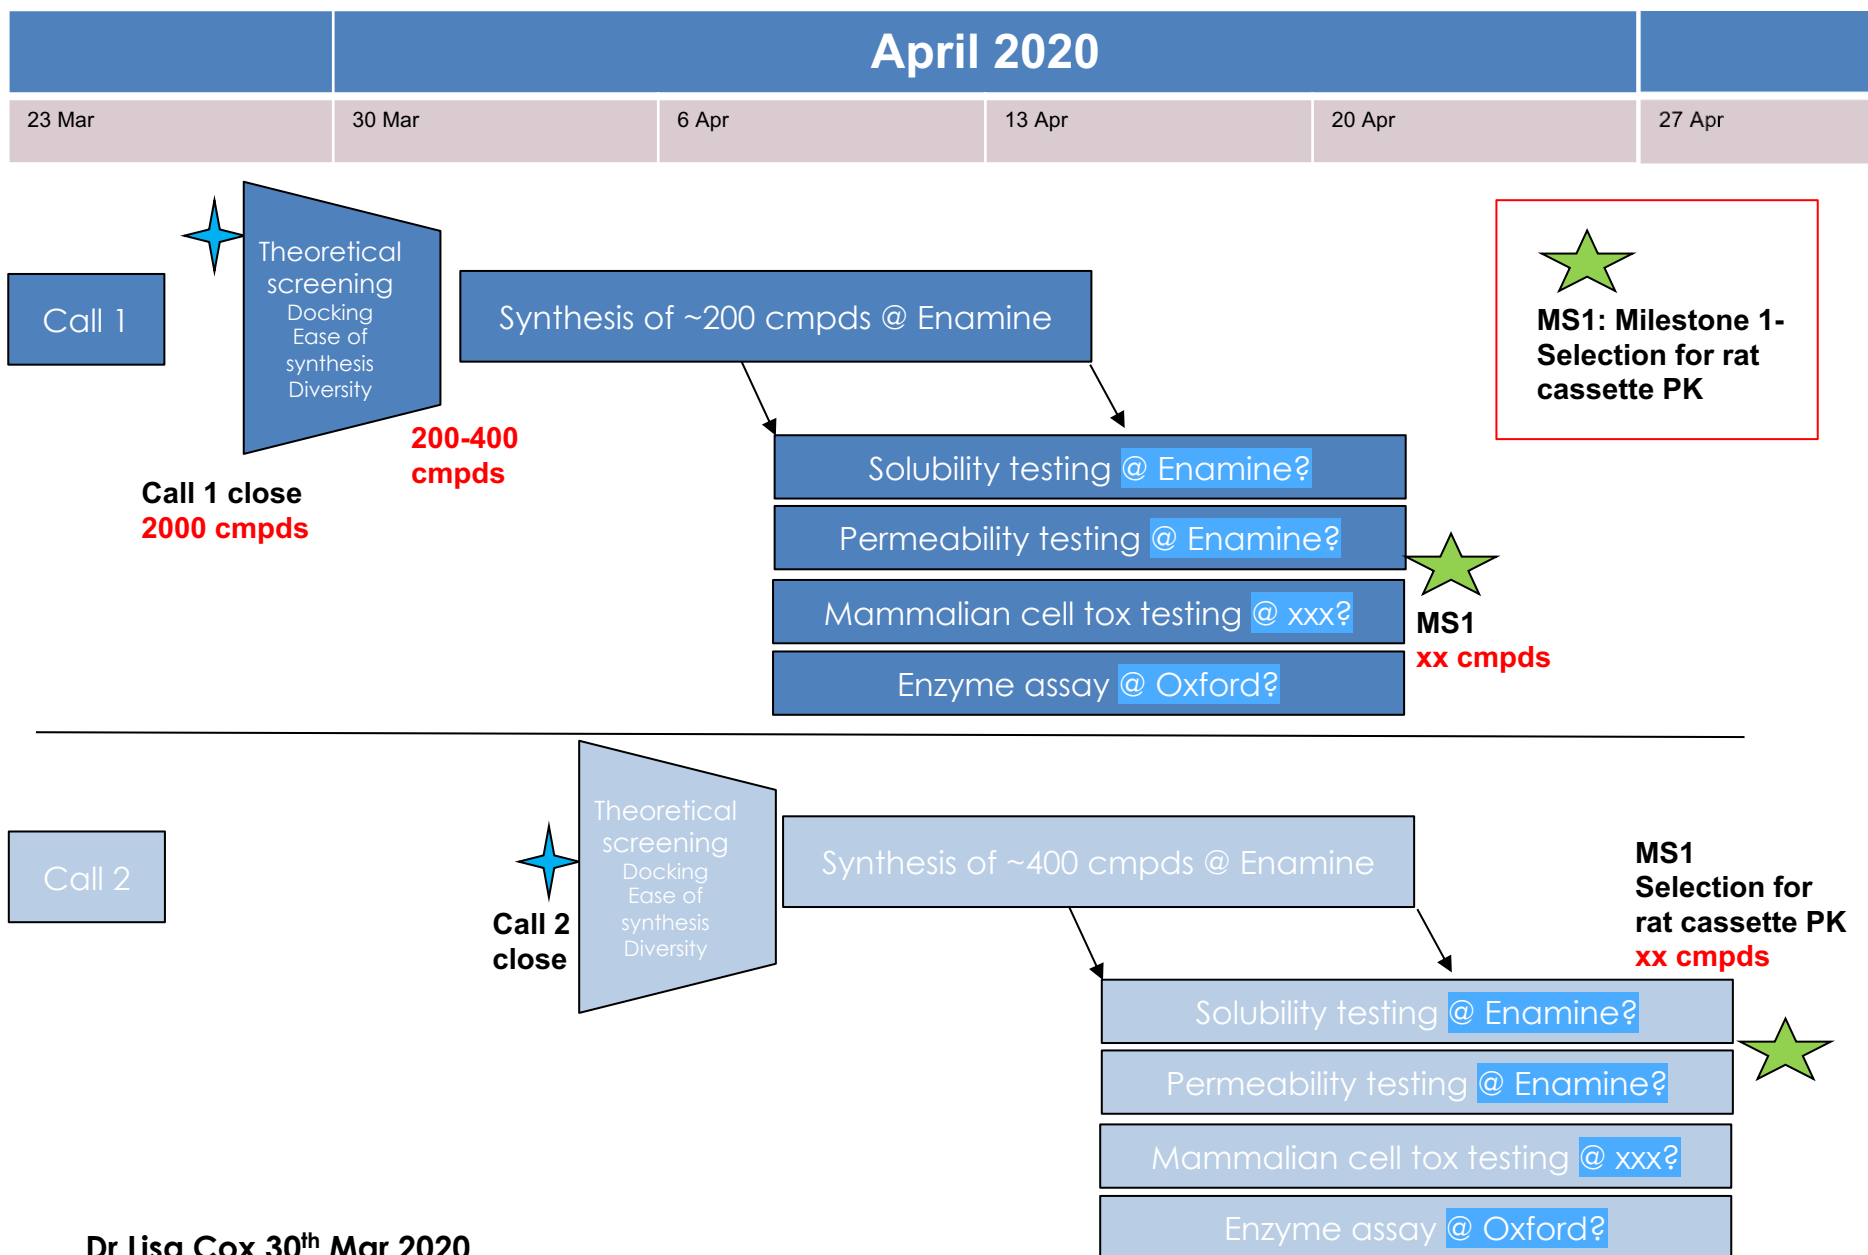 April 2020
23 Mar
30 Mar
6 Apr
13 Apr
20 Apr
27 Apr
Call 1
Theoretical
screening
Docking
Ease of
synthesis
Diversity
Synthesis of ~200 cmpds @ Enamine
MS1: Milestone 1-
Selection for rat
cassette PK
200-400
cmpds
Call 1 close
2000 cmpds
Solubility testing @ Enamine?
Permeability testing @ Enamine?
Mammalian cell tox testing @ xxx?
Enzyme assay @ Oxford?
MS1
xx cmpds
Call 2
Call 2
close
Theoretical
screening
Docking
Ease of
synthesis
Diversity
Synthesis of ~400 cmpds @ Enamine
MS1
Selection for
rat cassette PK
xx cmpds
Solubility testing @ Enamine?
Permeability testing @ Enamine?
Mammalian cell tox testing @ xxx?
Enzyme assay @ Oxford?
Dr Lisa Cox 30th Mar 2020